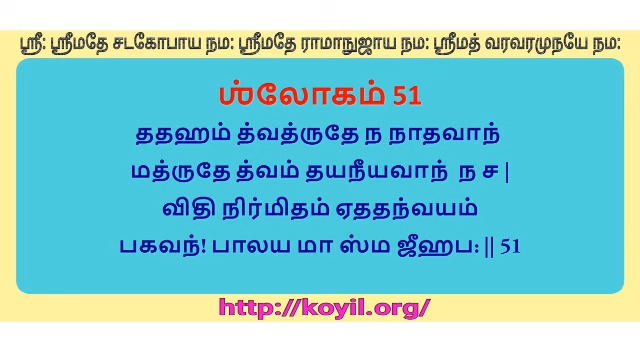 ஸ்ரீ: ஸ்ரீமதே சடகோபாய நம: ஸ்ரீமதே ராமாநுஜாய நம: ஸ்ரீமத் வரவரமுநயே நம:
ஶ்லோகம் 51
ததஹம் த்வத்ருதே ந நாதவாந்
மத்ருதே த்வம் தயநீயவாந் ந ச |
விதி நிர்மிதம் ஏததந்வயம்
பகவந்! பாலய மா ஸ்ம ஜீஹப: || 51
http://koyil.org/